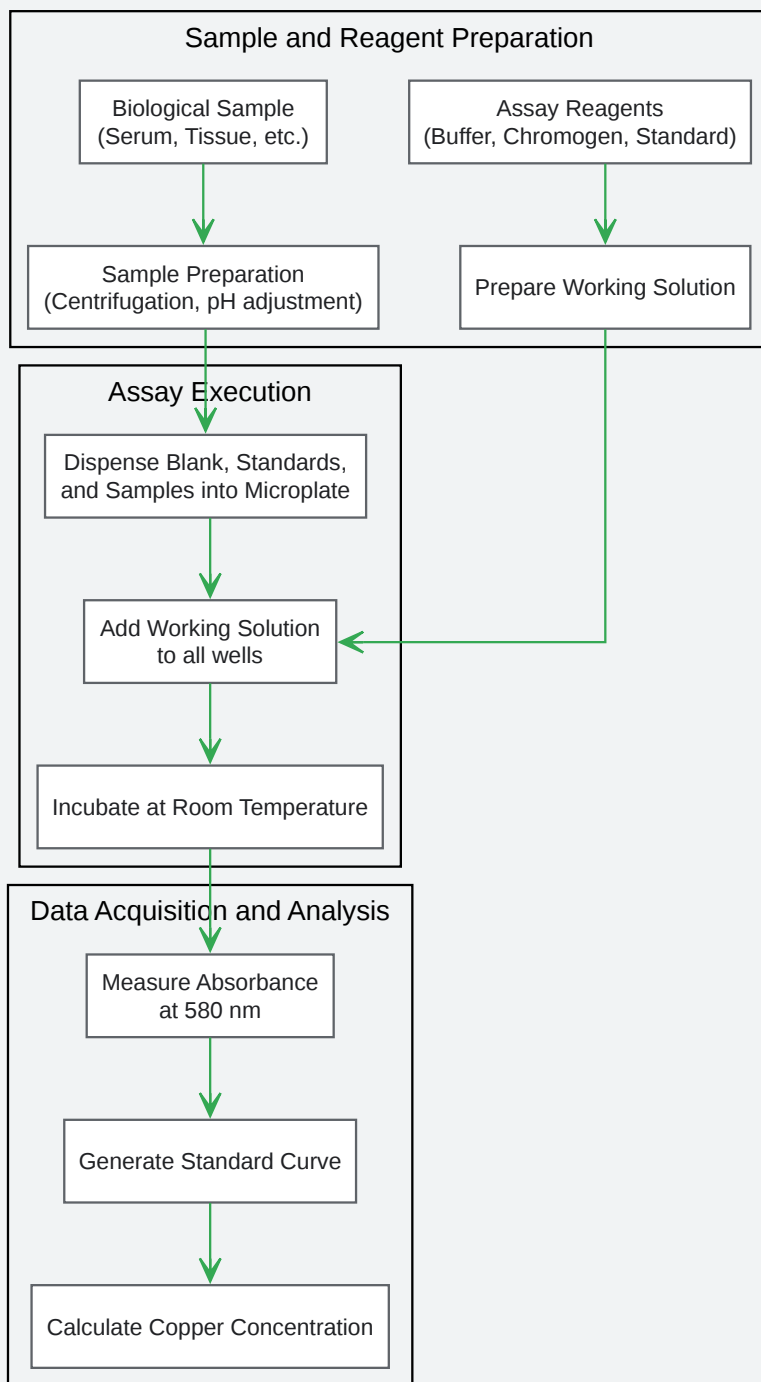 Sample and Reagent Preparation
Biological Sample
(Serum, Tissue, etc.)
Assay Reagents
(Buffer, Chromogen, Standard)
Sample Preparation
(Centrifugation, pH adjustment)
Prepare Working Solution
Assay Execution
Dispense Blank, Standards,
and Samples into Microplate
Add Working Solution
to all wells
Incubate at Room Temperature
Data Acquisition and Analysis
Measure Absorbance
at 580 nm
Generate Standard Curve
Calculate Copper Concentration